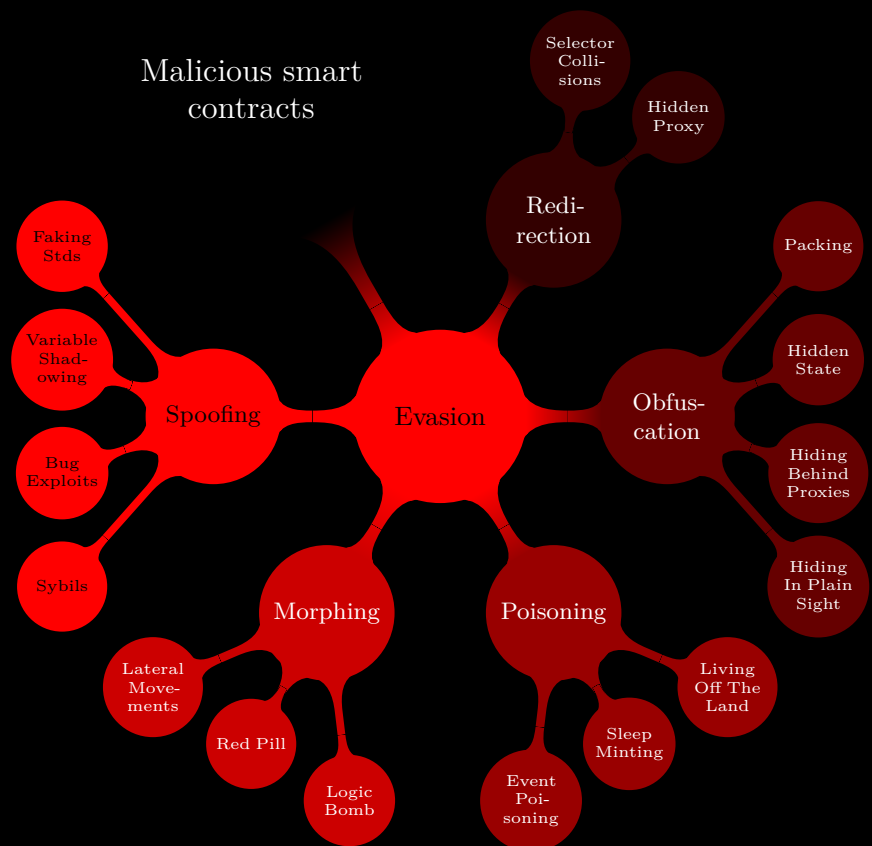 Malicious smart
contracts
Selector
Colli-
sions
Hidden
Proxy
Redi-
rection
Faking
Stds
Variable
Shad-
owing
Bug
Exploits
Sybils
Spoofing
Evasion
Obfus-
cation
Packing
Hidden
State
Hiding
Behind
Proxies
Hiding
In Plain
Sight
Morphing
Lateral
Move-
ments
Red Pill
Logic
Bomb
Poisoning
Event
Poi-
soning
Sleep
Minting
Living
Off The
Land